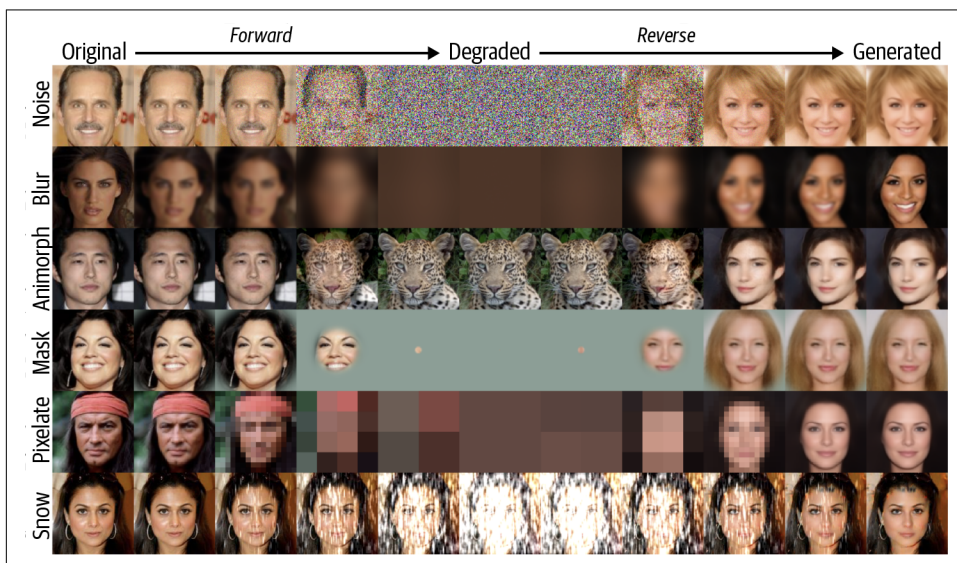 Forward
Reverse
Original
Degraded
Generated
Noise
Blur
Animorph
Mask
Pixelate
Snow